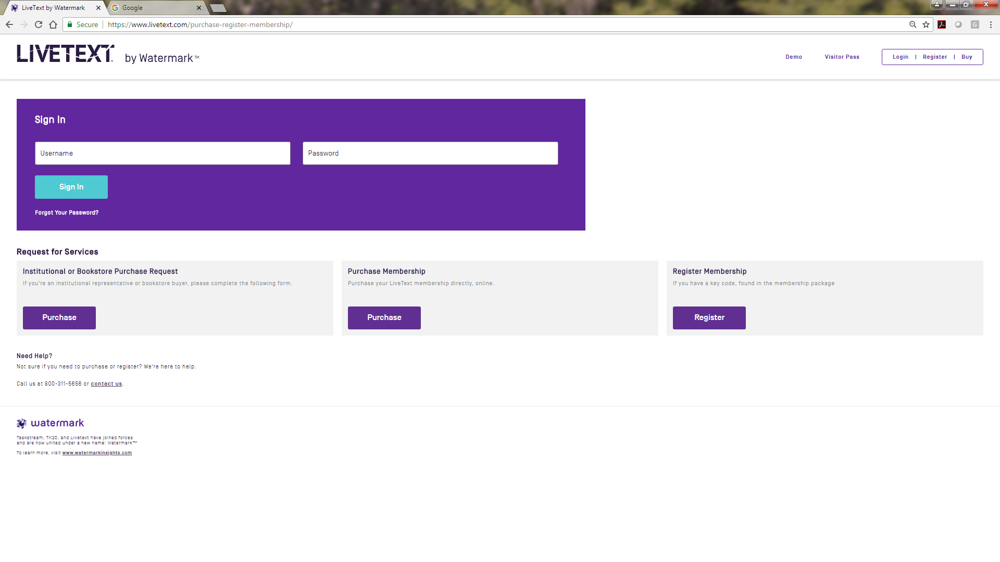 LiveText by Watermark
Google
Secure
https://www.livetext.com/purchase-register-membership/
LIVETEXT. by Watermark™
Demo
Visitor Pass
Login | Register | Buy
Sign In
Username
Password
Sign In
Forgot Your Password?
Request for Services
Institutional or Bookstore Purchase Request
If you're an institutional representative or bookstore buyer, please complete the following form.
Purchase
Purchase Membership
Purchase your LiveText membership directly, online.
Purchase
Register Membership
If you have a key code, found in the membership package
Register
Need Help?
Not sure if you need to purchase or register? We're here to help.
Call us at 800-311-5656 or contact us.
watermark
Taskstream, TK20, and Livetext have joined forces
and are now united under a new name: Watermark™
To learn more, visit www.watermarkinsights.com